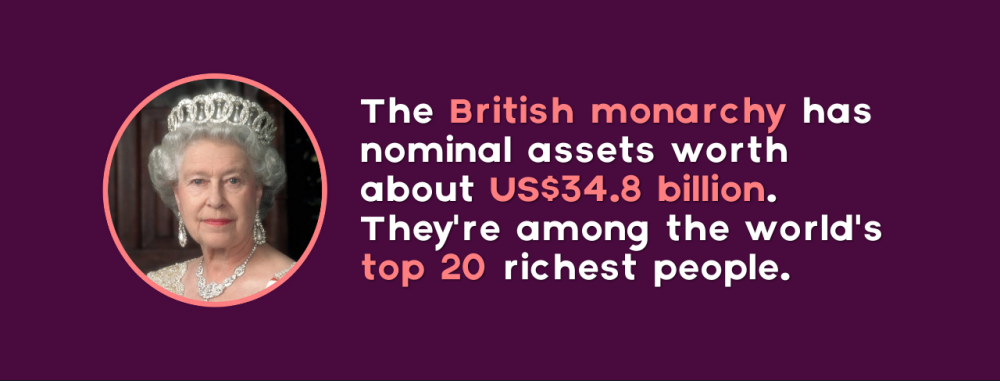 The British monarchy has
nominal assets worth
about US$34.8 billion.
They're among the world's
top 20 richest people.